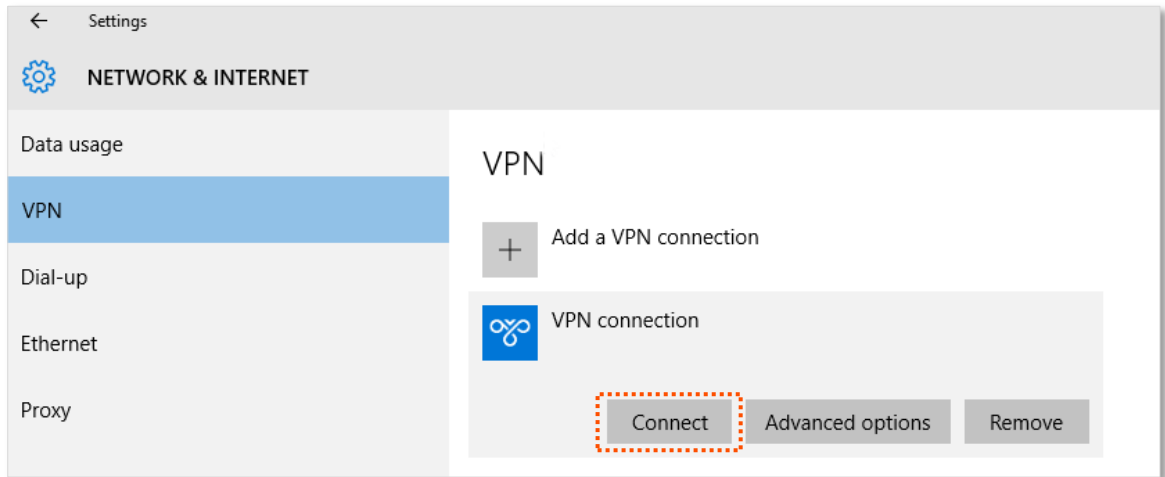 Settings
NETWORK & INTERNET
Data usage
VPN
Dial-up
Ethernet
Proxy
VPN
Add a VPN connection
VPN connection
Connect
Advanced options
Remove